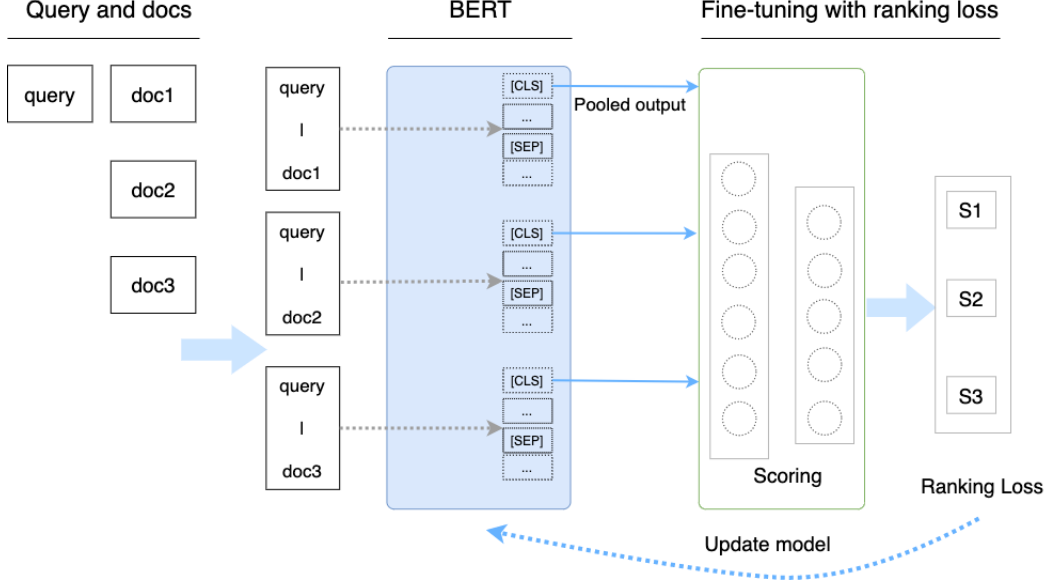 Query and docs
BERT
Fine-tuning with ranking loss
query
doc1
doc2
doc3
query
|
doc1
query
|
doc2
query
|
doc3
[CLS]
...
[SEP]
...
[CLS]
...
[SEP]
...
[CLS]
...
[SEP]
...
Pooled output
Scoring
S1
S2
S3
Ranking Loss
Update model